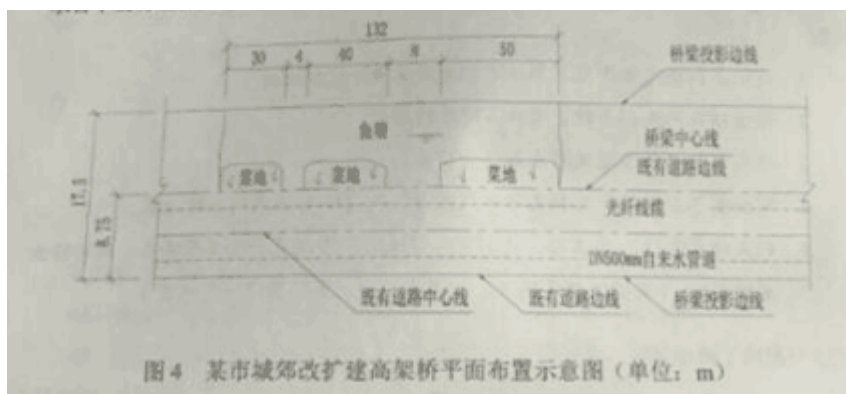 132
30 4 40 8 50
桥梁投影边线
鱼塘
桥梁中心线
既有道路边线
菜地 菜地 菜地
17.5
8.75
光纤线缆
DN500mm自来水管道
既有道路中心线 既有道路边线 桥梁投影边线
图4 某市城郊改扩建高架桥平面布置示意图（单位：m）